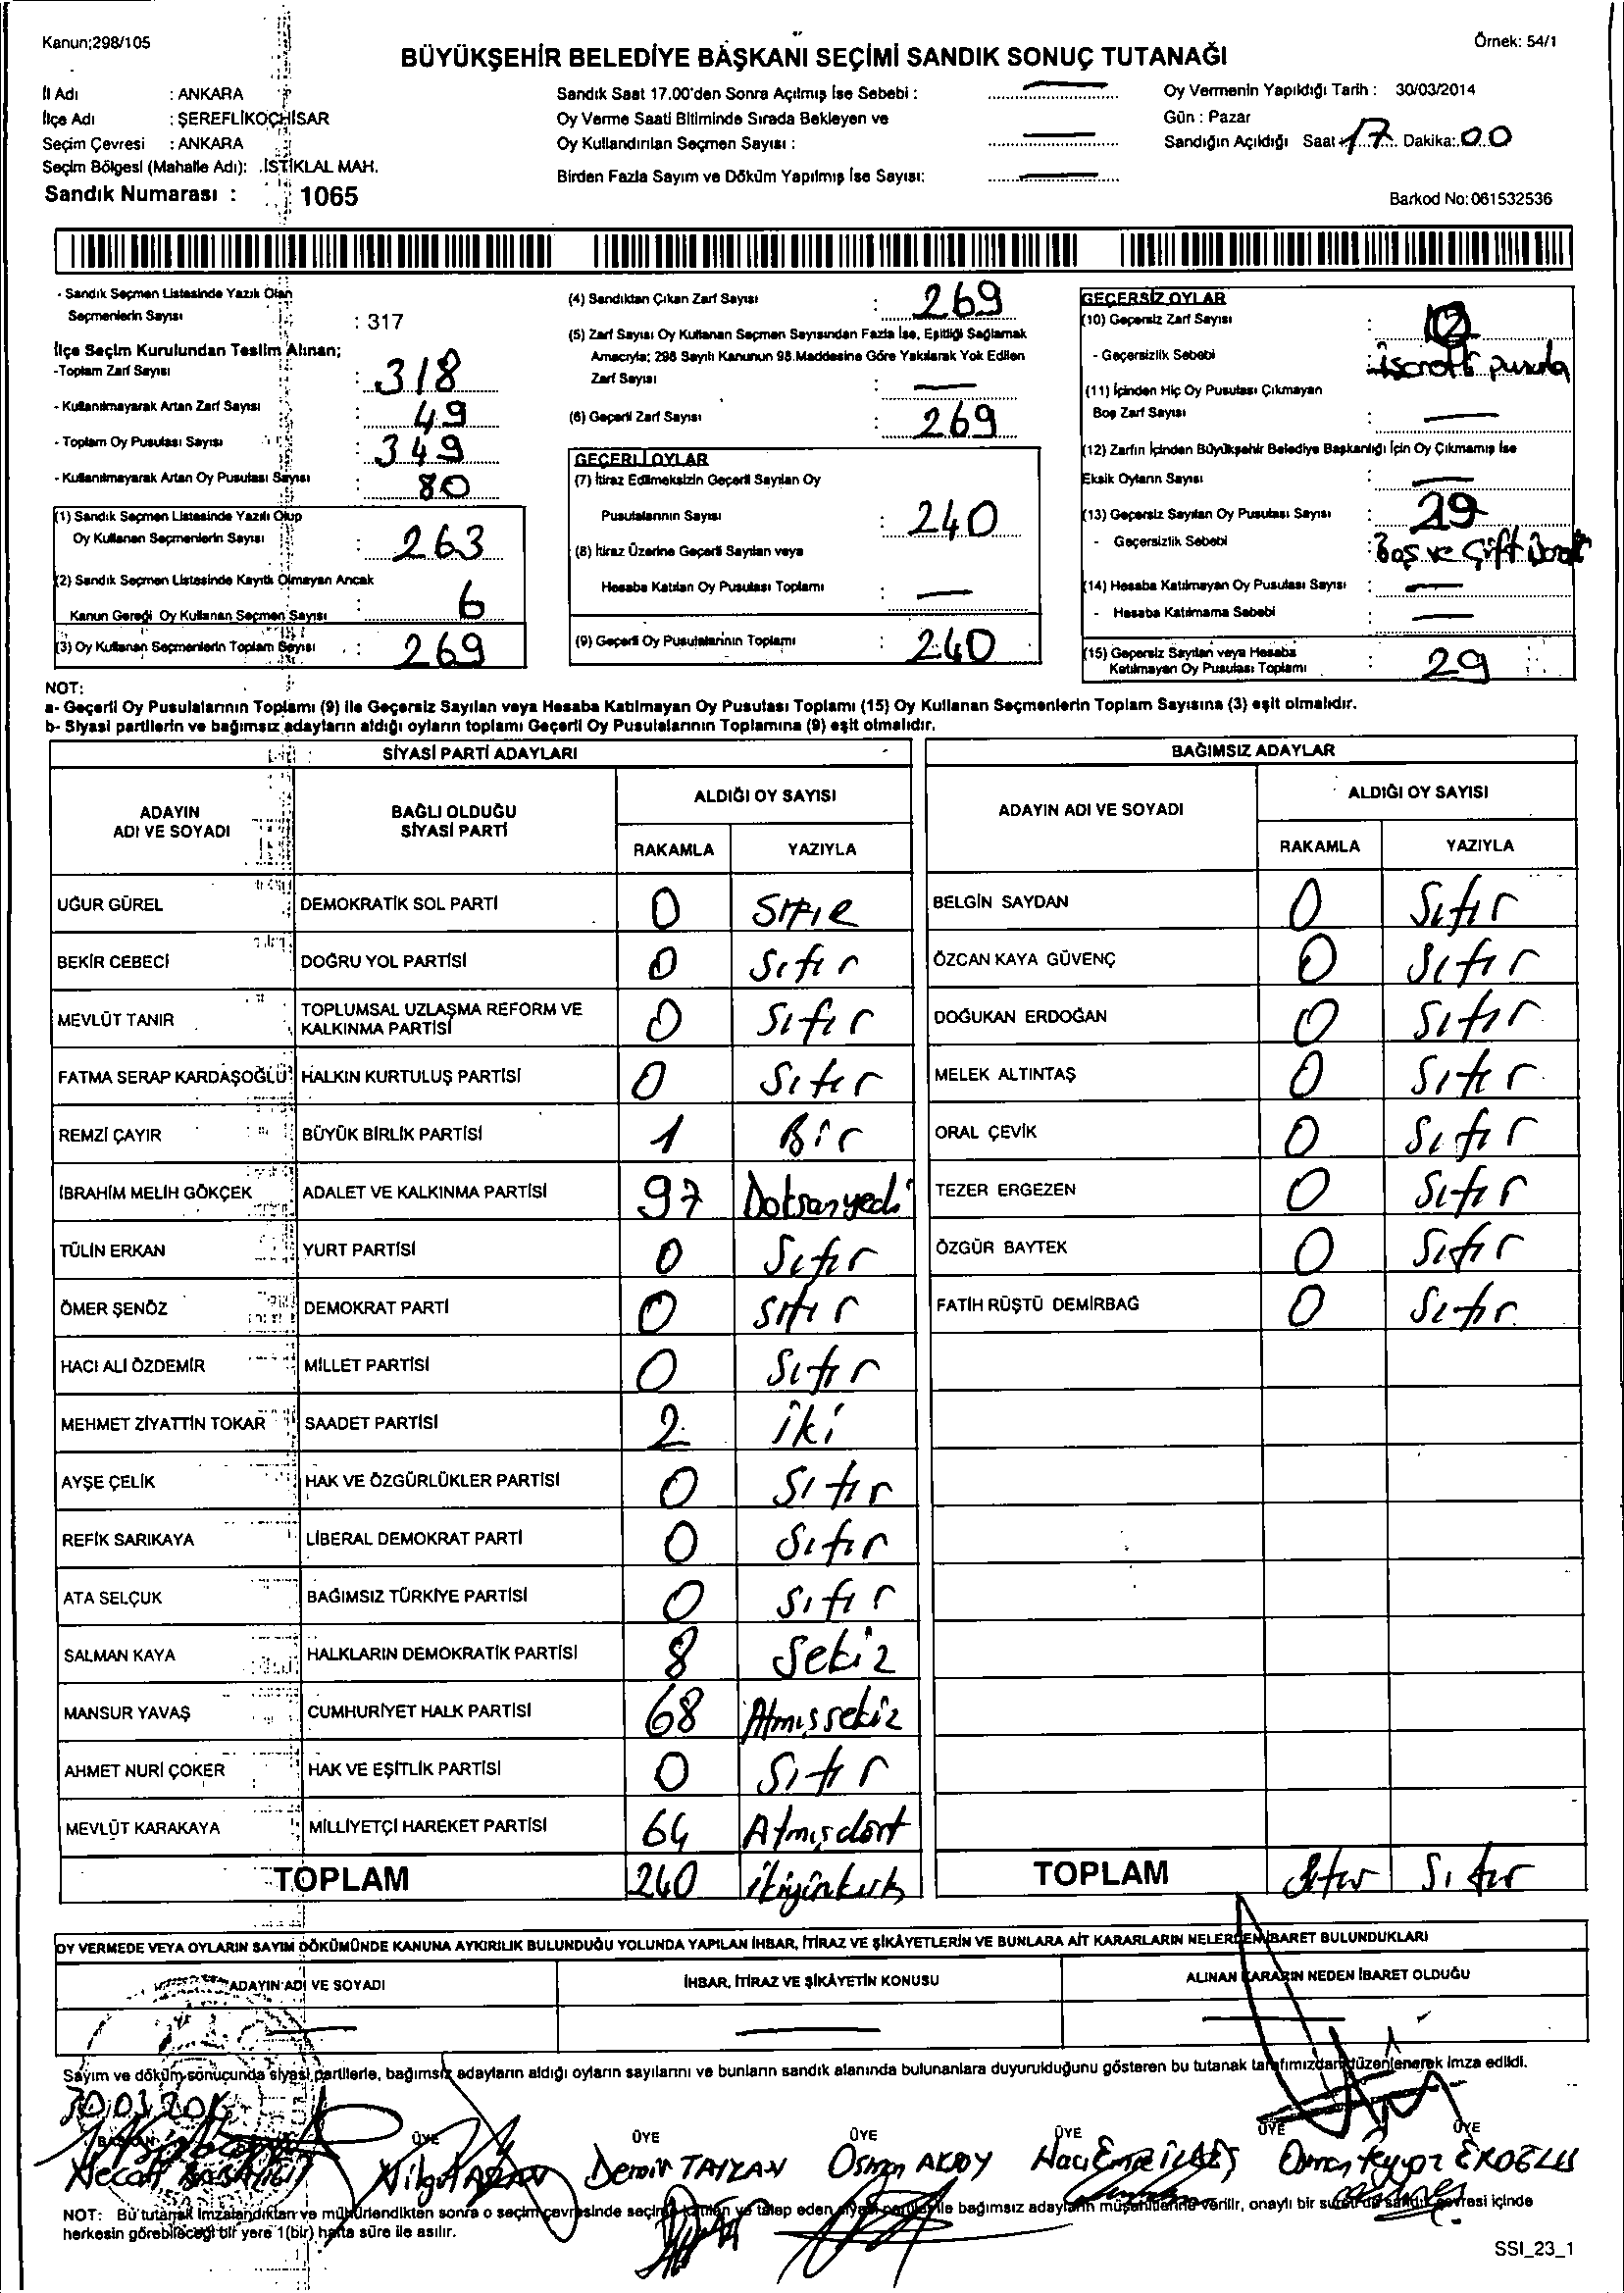 Kanun;298/105
Örnek: 54/1
BÜYÜKŞEHİR BELEDİYE BAŞKANI SEÇİMİ SANDIK SONUÇ TUTANAĞI
İl Adı : ANKARA
İlçe Adı : ŞEREFLİKOÇHİSAR
Seçim Çevresi : ANKARA
Seçim Bölgesi (Mahalle Adı): İSTİKLAL MAH.
Sandık Numarası : 1065
Sandık Saat 17.00'den Sonra Açılmış İse Sebebi :
Oy Verme Saati Bitiminde Sırada Bekleyen ve
Oy Kullandırılan Seçmen Sayısı :
Birden Fazla Sayım ve Döküm Yapılmış İse Sayısı:
Oy Vermenin Yapıldığı Tarih : 30/03/2014
Gün : Pazar
Sandığın Açıldığı Saat 17 Dakika: 00
Barkod No: 061532536
- Sandık Seçmen Listesinde Yazılı Olan
Seçmenlerin Sayısı : 317
İlçe Seçim Kurulundan Teslim Alınan;
-Toplam Zarf Sayısı : 318
- Kullanılmayarak Artan Zarf Sayısı : 49
- Toplam Oy Pusulası Sayısı : 349
- Kullanılmayarak Artan Oy Pusulası Sayısı : 80
(1) Sandık Seçmen Listesinde Yazılı Olup
Oy Kullanan Seçmenlerin Sayısı : 263
(2) Sandık Seçmen Listesinde Kayıtlı Olmayan Ancak
Kanun Gereği Oy Kullanan Seçmen Sayısı : 6
(3) Oy Kullanan Seçmenlerin Toplam Sayısı : 269
(4) Sandıktan Çıkan Zarf Sayısı : 269
(5) Zarf Sayısı Oy Kullanan Seçmen Sayısından Fazla İse, Eşitliği Sağlamak
Amacıyla; 298 Sayılı Kanunun 98.Maddesine Göre Yakılarak Yok Edilen
Zarf Sayısı :
(6) Geçerli Zarf Sayısı : 269
GEÇERLİ OYLAR
(7) İtiraz Edilmeksizin Geçerli Sayılan Oy
Pusulalarının Sayısı : 240
(8) İtiraz Üzerine Geçerli Sayılan veya
Hesaba Katılan Oy Pusulası Toplamı :
(9) Geçerli Oy Pusulalarının Toplamı : 240
GEÇERSİZ OYLAR
(10) Geçersiz Zarf Sayısı :
- Geçersizlik Sebebi : pusula
(11) İçinden Hiç Oy Pusulası Çıkmayan
Boş Zarf Sayısı :
(12) Zarfın İçinden Büyükşehir Belediye Başkanlığı İçin Oy Çıkmamış İse
Eksik Oyların Sayısı :
(13) Geçersiz Sayılan Oy Pusulası Sayısı : 29
- Geçersizlik Sebebi : Boş ve Çift
(14) Hesaba Katılmayan Oy Pusulası Sayısı :
- Hesaba Katılmama Sebebi :
(15) Geçersiz Sayılan veya Hesaba
Katılmayan Oy Pusulası Toplamı : 29
NOT:
a- Geçerli Oy Pusulalarının Toplamı (9) ile Geçersiz Sayılan veya Hesaba Katılmayan Oy Pusulası Toplamı (15) Oy Kullanan Seçmenlerin Toplam Sayısına (3) eşit olmalıdır.
b- Siyasi partilerin ve bağımsız adayların aldığı oyların toplamı Geçerli Oy Pusulalarının Toplamına (9) eşit olmalıdır.
SİYASİ PARTİ ADAYLARI
ADAYIN ADI VE SOYADI BAĞLI OLDUĞU SİYASİ PARTİ ALDIĞI OY SAYISI
RAKAMLA YAZIYLA
UĞUR GÜREL DEMOKRATİK SOL PARTİ 0 SIFIR
BEKİR CEBECİ DOĞRU YOL PARTİSİ 0 Sıfır
MEVLÜT TANIR TOPLUMSAL UZLAŞMA REFORM VE KALKINMA PARTİSİ 0 Sıfır
FATMA SERAP KARDAŞOĞLU HALKIN KURTULUŞ PARTİSİ 0 Sıfır
REMZİ ÇAYIR BÜYÜK BİRLİK PARTİSİ 1 Bir
İBRAHİM MELİH GÖKÇEK ADALET VE KALKINMA PARTİSİ 97 Doksanyedi
TÜLİN ERKAN YURT PARTİSİ 0 Sıfır
ÖMER ŞENÖZ DEMOKRAT PARTİ 0 Sıfır
HACI ALİ ÖZDEMİR MİLLET PARTİSİ 0 Sıfır
MEHMET ZİYATTİN TOKAR SAADET PARTİSİ 2 İki
AYŞE ÇELİK HAK VE ÖZGÜRLÜKLER PARTİSİ 0 Sıfır
REFİK SARIKAYA LİBERAL DEMOKRAT PARTİ 0 Sıfır
ATA SELÇUK BAĞIMSIZ TÜRKİYE PARTİSİ 0 Sıfır
SALMAN KAYA HALKLARIN DEMOKRATİK PARTİSİ 8 Sekiz
MANSUR YAVAŞ CUMHURİYET HALK PARTİSİ 68 Atmışsekiz
AHMET NURİ ÇOKER HAK VE EŞİTLİK PARTİSİ 0 Sıfır
MEVLÜT KARAKAYA MİLLİYETÇİ HAREKET PARTİSİ 64 Atmışdört
TOPLAM 240 ikiyünkırk
BAĞIMSIZ ADAYLAR
ADAYIN ADI VE SOYADI ALDIĞI OY SAYISI
RAKAMLA YAZIYLA
BELGİN SAYDAN 0 Sıfır
ÖZCAN KAYA GÜVENÇ 0 Sıfır
DOĞUKAN ERDOĞAN 0 Sıfır
MELEK ALTINTAŞ 0 Sıfır
ORAL ÇEVİK 0 Sıfır
TEZER ERGEZEN 0 Sıfır
ÖZGÜR BAYTEK 0 Sıfır
FATİH RÜŞTÜ DEMİRBAĞ 0 Sıfır
TOPLAM Sıfır Sıfır
OY VERMEDE VEYA OYLARIN SAYIM DÖKÜMÜNDE KANUNA AYKIRILIK BULUNDUĞU YOLUNDA YAPILAN İHBAR, İTİRAZ VE ŞİKÂYETLERİN VE BUNLARA AİT KARARLARIN NELERDEN İBARET BULUNDUKLARI
ADAYIN ADI VE SOYADI İHBAR, İTİRAZ VE ŞİKÂYETİN KONUSU ALINAN KARARIN NEDEN İBARET OLDUĞU
Sayım ve döküm sonucunda siyasi partilerle, bağımsız adayların aldığı oyların sayılarını ve bunların sandık alanında bulunanlara duyurulduğunu gösteren bu tutanak tarafımızdan düzenlenerek imza edildi.
30.03.2014
BAŞKAN ÜYE ÜYE ÜYE ÜYE ÜYE ÜYE
Necati Demir TAYLAN Osman AKBOY Hacı Osman EROĞLU
NOT: Bu tutanak imzalandıktan ve mühürlendikten sonra o seçim çevresinde seçime katılan ve talep eden siyasi partiler ile bağımsız adayların müşahitlerine verilir, onaylı bir sureti de sandık çevresi içinde
herkesin görebileceği bir yere 1(bir) hafta süre ile asılır.
SSI_23_1